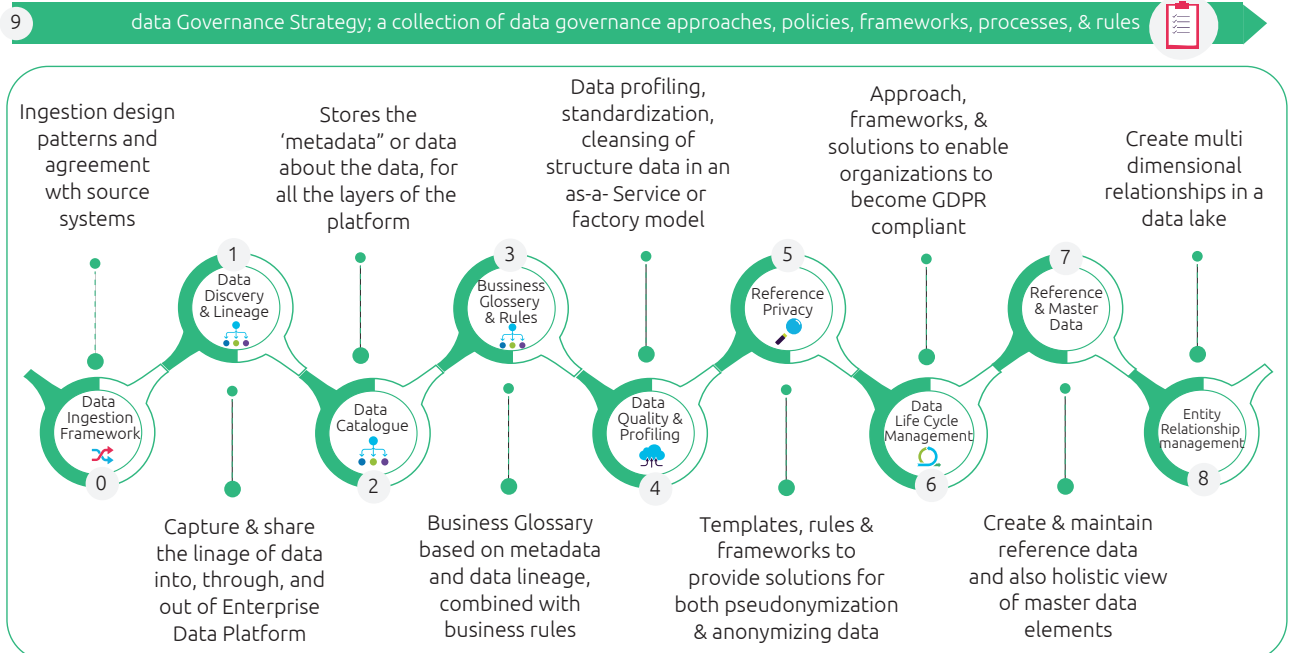 9
data Governance Strategy; a collection of data governance approaches, policies, frameworks, processes, & rules
Ingestion design
patterns and
agreement
wth source
systems
Stores the
‘metadata” or data
about the data, for
all the layers of the
platform
Data profiling,
standardization,
cleansing of
structure data in an
as-a- Service or
factory model
Approach,
frameworks, &
solutions to enable
organizations to
become GDPR
compliant
Create multi
dimensional
relationships in a
data lake
Data
Ingestion
Framework
0
1
Data
Discvery
& Lineage
Data
Catalogue
2
3
Bussiness
Glossery
& Rules
Data
Quality &
Profiling
4
5
Reference
Privacy
Data
Life Cycle
Management
6
7
Reference
& Master
Data
Entity
Relationship
management
8
Capture & share
the linage of data
into, through, and
out of Enterprise
Data Platform
Business Glossary
based on metadata
and data lineage,
combined with
business rules
Templates, rules &
frameworks to
provide solutions for
both pseudonymization
& anonymizing data
Create & maintain
reference data
and also holistic view
of master data
elements